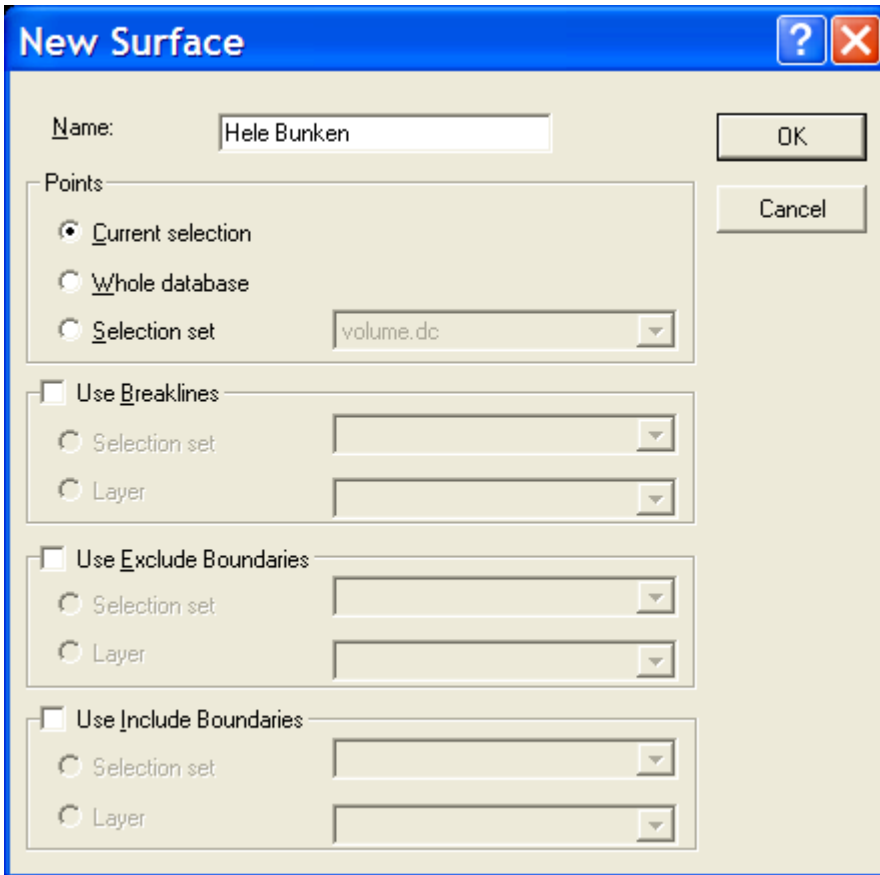 New Surface
Name: Hele Bunken OK
Points
Cancel
Current selection
Whole database
Selection set volume.dc
Use Breaklines
Selection set
Layer
Use Exclude Boundaries
Selection set
Layer
Use Include Boundaries
Selection set
Layer